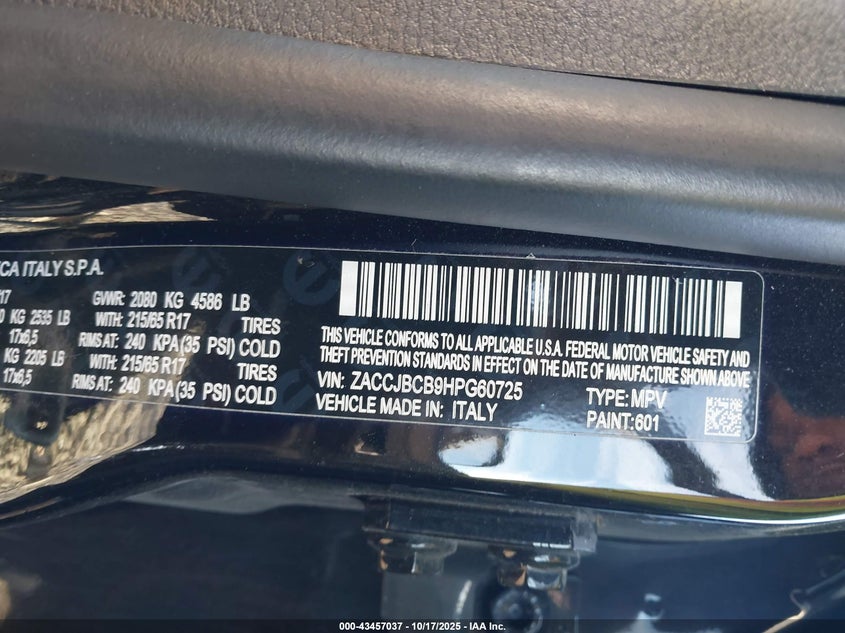 CA ITALY S.P.A.
17
GVWR: 2080 KG 4586 LB
0 KG 2535 LB
WITH: 215/65 R17 TIRES
17x6,5 RIMS AT: 240 KPA(35 PSI) COLD
KG 2205 LB WITH: 215/65 R17 TIRES
17x6,5 RIMS AT: 240 KPA(35 PSI) COLD
THIS VEHICLE CONFORMS TO ALL APPLICABLE U.S.A. FEDERAL MOTOR VEHICLE SAFETY AND
THEFT PREVENTION STANDARDS IN EFFECT ON THE DATE OF MANUFACTURE SHOWN ABOVE
VIN: ZACCJBCB9HPG60725 TYPE: MPV
VEHICLE MADE IN: ITALY PAINT:601
000-43457037 | 10/17/2025 | IAA Inc.